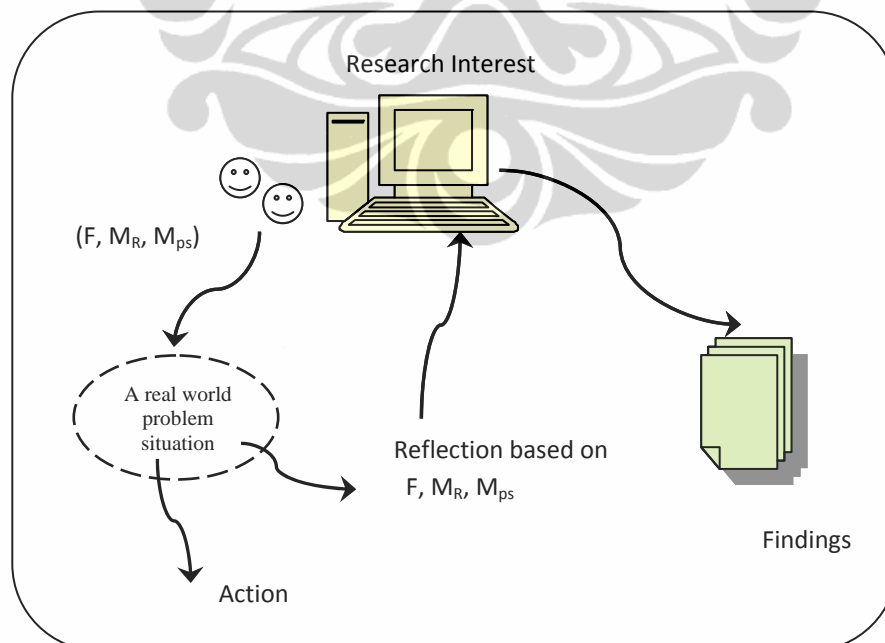 Research Interest
(F, M_R, M_ps)
A real world
problem
situation
Reflection based on
F, M_R, M_ps
Findings
Action